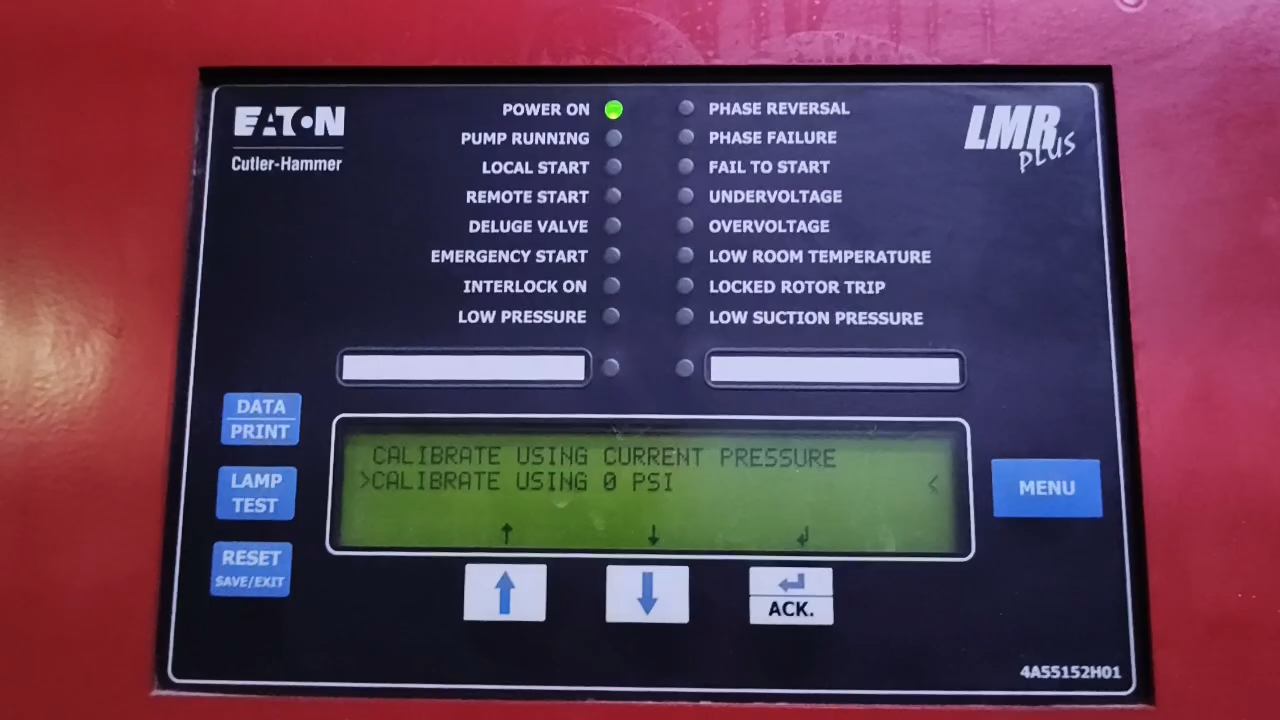 EATON
Cutler-Hammer
LMR PLUS
POWER ON
PUMP RUNNING
LOCAL START
REMOTE START
DELUGE VALVE
EMERGENCY START
INTERLOCK ON
LOW PRESSURE
PHASE REVERSAL
PHASE FAILURE
FAIL TO START
UNDERVOLTAGE
OVERVOLTAGE
LOW ROOM TEMPERATURE
LOCKED ROTOR TRIP
LOW SUCTION PRESSURE
DATA
PRINT
LAMP
TEST
RESET
SAVE/EXIT
CALIBRATE USING CURRENT PRESSURE
>CALIBRATE USING 0 PSI <
↑ ↓ ↲
MENU
↑ ↓ ↲
ACK.
4A55152H01